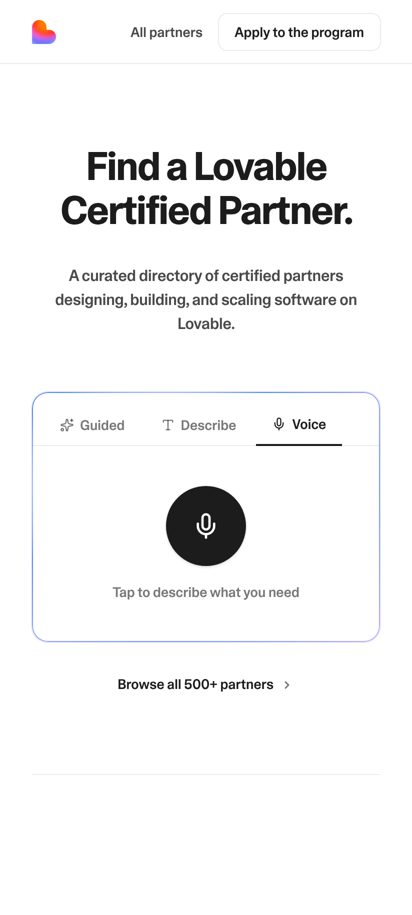 All partners
Apply to the program
Find a Lovable
Certified Partner.
A curated directory of certified partners
designing, building, and scaling software on
Lovable.
Guided
Describe
Voice
Tap to describe what you need
Browse all 500+ partners